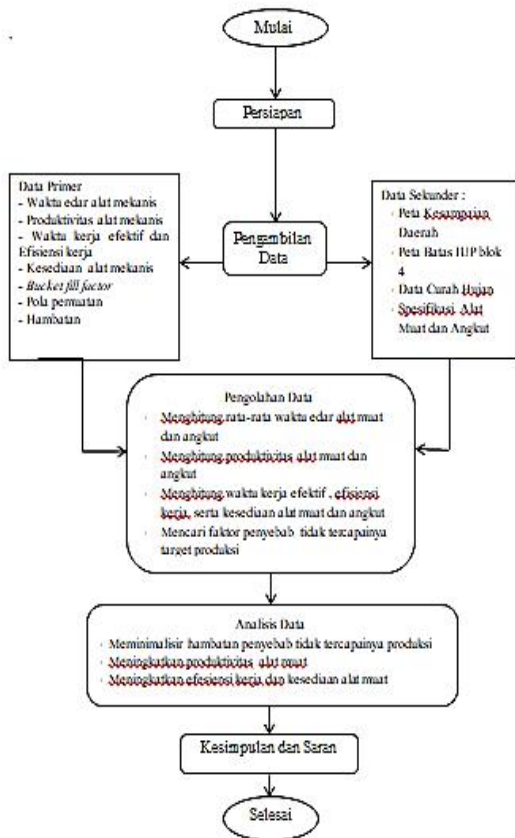 Mulai
Persiapan
Data Primer
- Waktu edar alat mekanis
- Produktivitas alat mekanis
- Waktu kerja efektif dan
Efisiensi kerja
- Kesediaan alat mekanis
- Bucket fill factor
- Pola pemuatan
- Hambatan
Pengambilan
Data
Data Sekunder :
Peta Kesampaian
Daerah
Peta Batas IUP blok
4
Data Curah Hujan
Spesifikasi Alat
Muat dan Angkut
Pengolahan Data
Menghitung rata-rata waktu edar alat muat
dan angkut
Menghitung produktivitas alat muat dan
angkut
Menghitung waktu kerja efektif , efisiensi
kerja, serta kesediaan alat muat dan angkut
Mencari faktor penyebab tidak tercapainya
target produksi
Analisis Data
Meminimalisir hambatan penyebab tidak tercapainya produksi
Meningkatkan produktivitas alat muat
Meningkatkan efesiensi kerja dan kesediaan alat muat
Kesimpulan dan Saran
Selesai